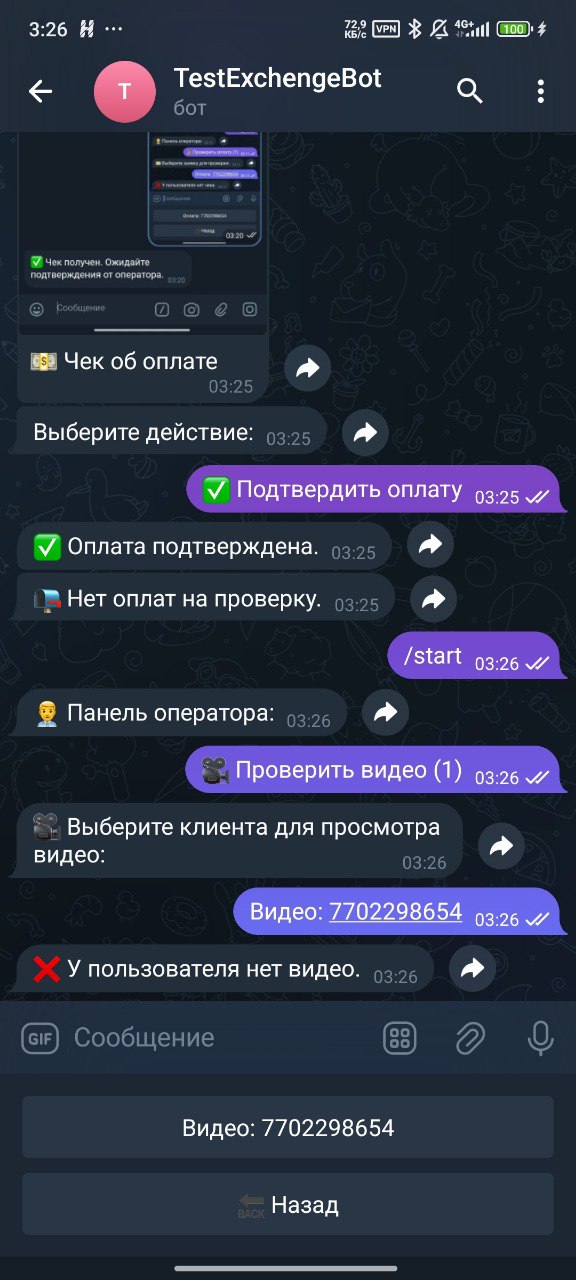 3:26
72,9 КБ/с VPN 4G+ 100
T
TestExchengeBot
бот
Панель оператора:
Проверить оплату (1)
Выберите заявку для проверки:
Оплата: 7702298654
У пользователя нет чека.
Сообщение
Оплата: 7702298654
Назад
03:20
✅ Чек получен. Ожидайте
подтверждения от оператора. 03:20
Сообщение
💵 Чек об оплате
03:25
Выберите действие: 03:25
✅ Подтвердить оплату 03:25
✅ Оплата подтверждена. 03:25
📭 Нет оплат на проверку. 03:25
/start 03:26
👨‍💼 Панель оператора: 03:26
🎥 Проверить видео (1) 03:26
🎥 Выберите клиента для просмотра
видео: 03:26
Видео: 7702298654 03:26
❌ У пользователя нет видео. 03:26
GIF Сообщение
Видео: 7702298654
🔙 Назад